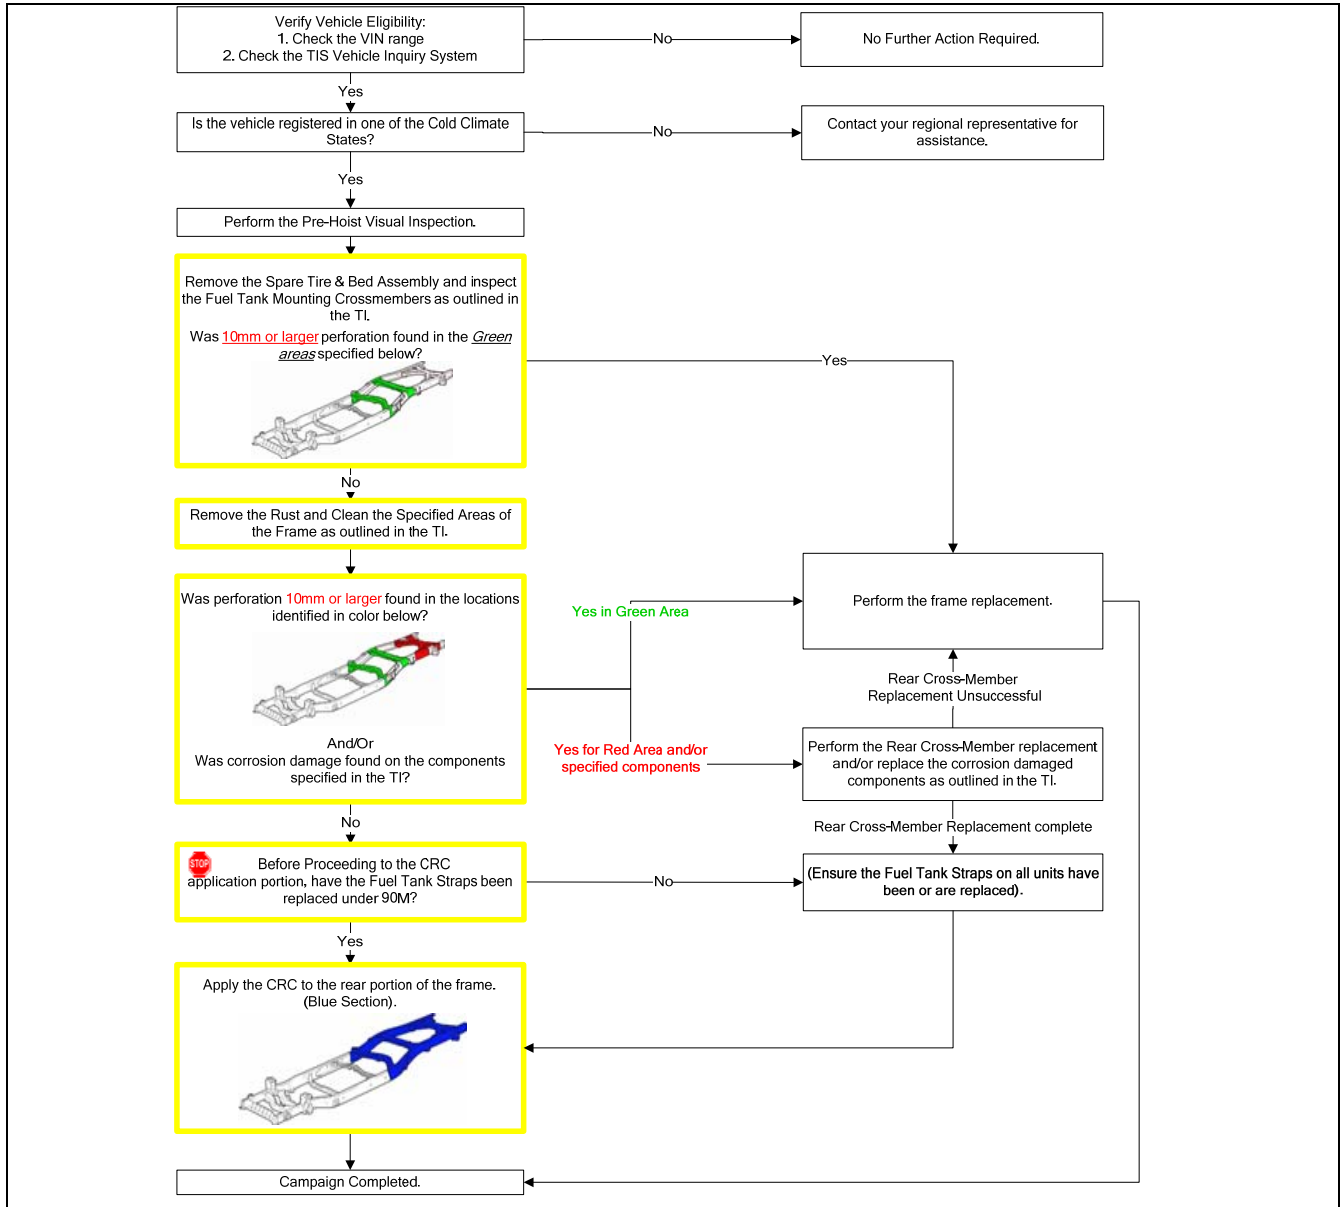 Verify Vehicle Eligibility:
1. Check the VIN range
2. Check the TIS Vehicle Inquiry System
No
No Further Action Required.
Yes
Is the vehicle registered in one of the Cold Climate
States?
No
Contact your regional representative for
assistance.
Yes
Perform the Pre-Hoist Visual Inspection.
Remove the Spare Tire & Bed Assembly and inspect
the Fuel Tank Mounting Crossmembers as outlined in
the TI.
Was 10mm or larger perforation found in the Green
areas specified below?
Yes
No
Remove the Rust and Clean the Specified Areas of
the Frame as outlined in the TI.
Was perforation 10mm or larger found in the locations
identified in color below?
And/Or
Was corrosion damage found on the components
specified in the TI?
Yes in Green Area
Perform the frame replacement.
Rear Cross-Member
Replacement Unsuccessful
Yes for Red Area and/or
specified components
Perform the Rear Cross-Member replacement
and/or replace the corrosion damaged
components as outlined in the TI.
Rear Cross-Member Replacement complete
No
STOP
Before Proceeding to the CRC
application portion, have the Fuel Tank Straps been
replaced under 90M?
No
(Ensure the Fuel Tank Straps on all units have
been or are replaced).
Yes
Apply the CRC to the rear portion of the frame.
(Blue Section).
Campaign Completed.